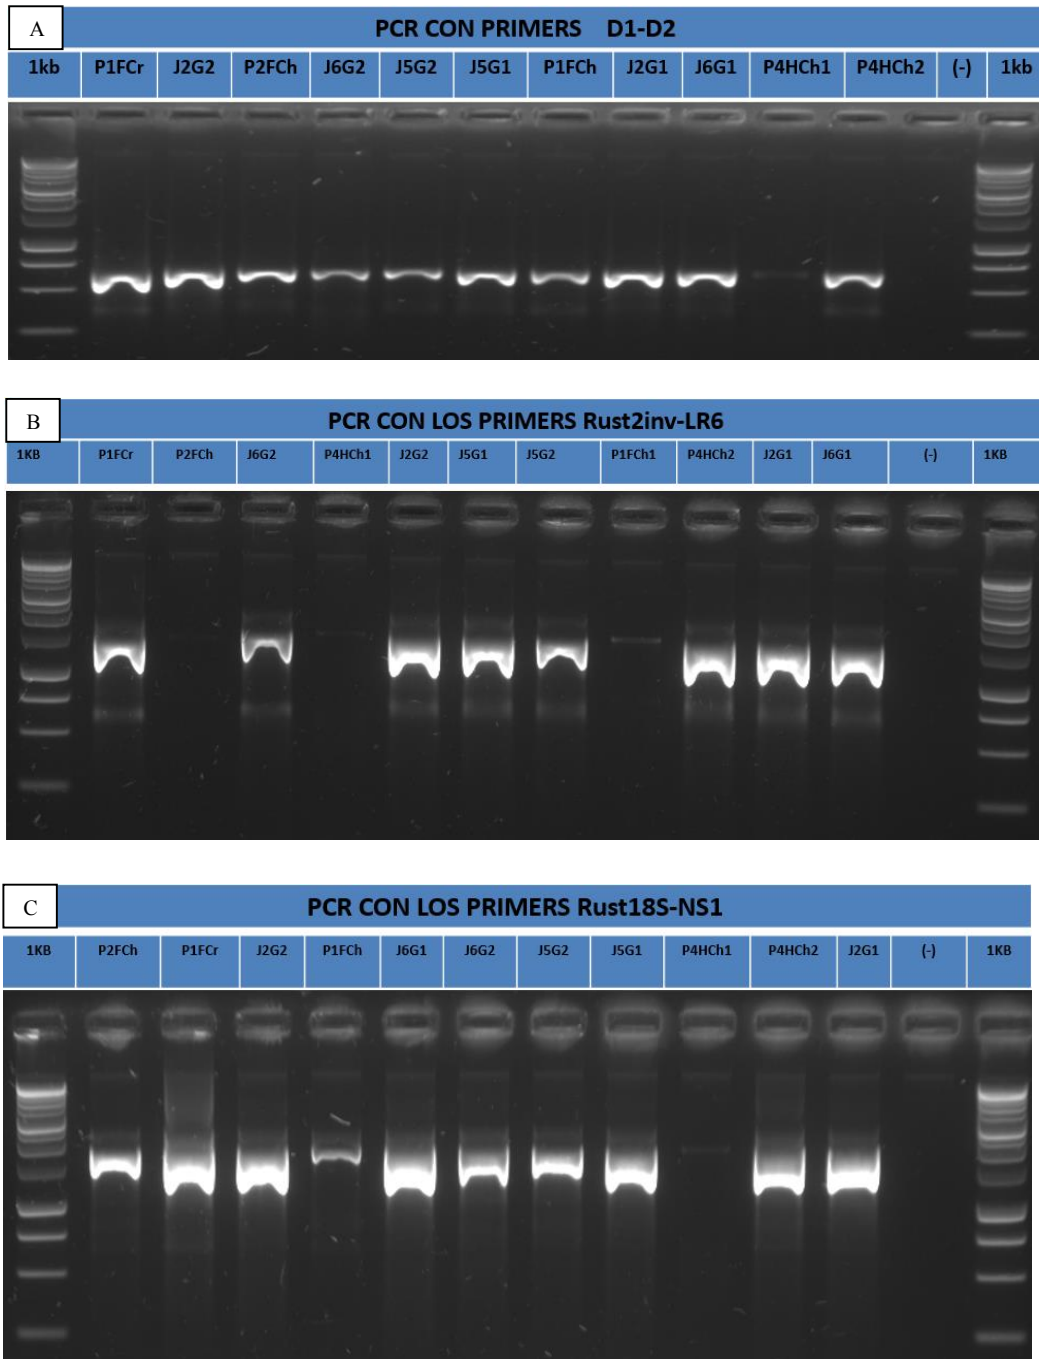 A
PCR CON PRIMERS D1-D2
1kb P1FCr J2G2 P2FCh J6G2 J5G2 J5G1 P1FCh J2G1 J6G1 P4HCh1 P4HCh2 (-) 1kb
B
PCR CON LOS PRIMERS Rust2inv-LR6
1KB P1FCr P2FCh J6G2 P4HCh1 J2G2 J5G1 J5G2 P1FCh1 P4HCh2 J2G1 J6G1 (-) 1KB
C
PCR CON LOS PRIMERS Rust18S-NS1
1KB P2FCh P1FCr J2G2 P1FCh J6G1 J6G2 J5G2 J5G1 P4HCh1 P4HCh2 J2G1 (-) 1KB